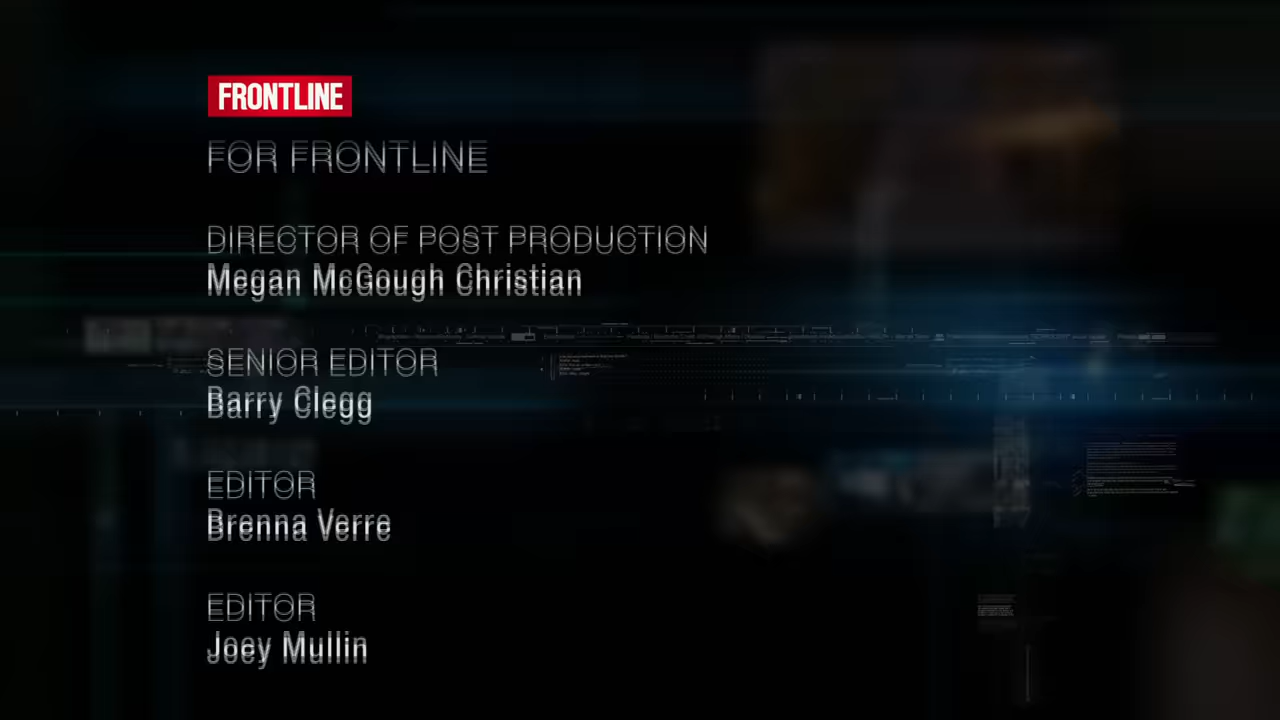 FRONTLINE
FOR FRONTLINE
DIRECTOR OF POST PRODUCTION
Megan McGough Christian
SENIOR EDITOR
Barry Clegg
EDITOR
Brenna Verre
EDITOR
Joey Mullin